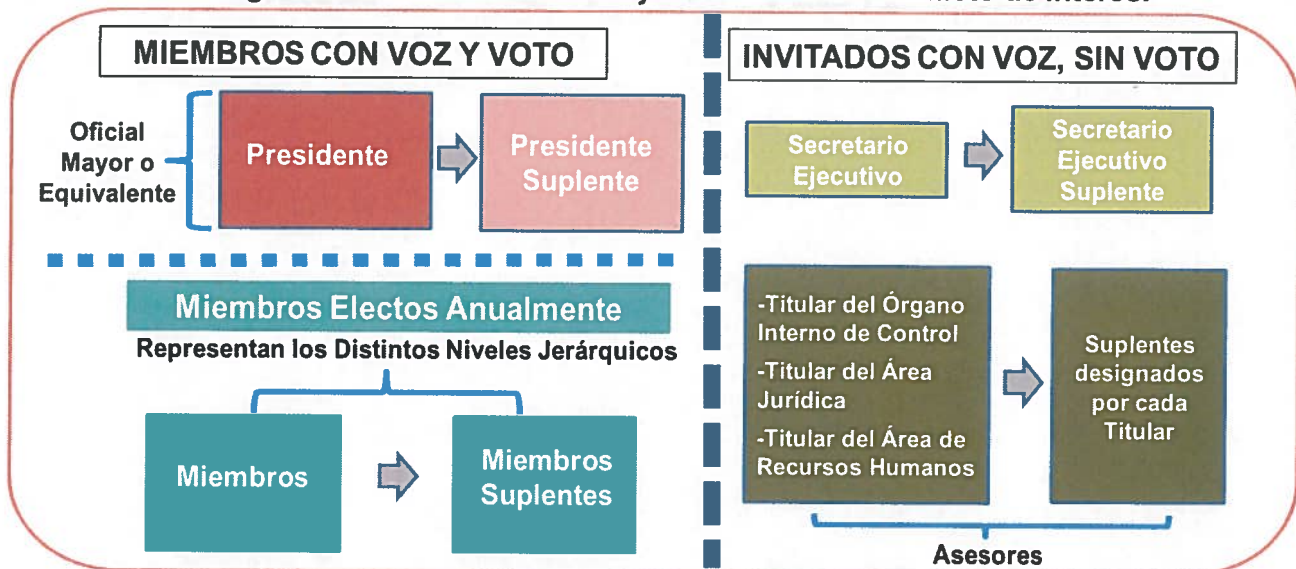 de Interés.
MIEMBROS CON VOZ Y VOTO
Oficial
Mayor o
Equivalente
Presidente
Presidente
Suplente
Miembros Electos Anualmente
Representan los Distintos Niveles Jerárquicos
Miembros
Miembros
Suplentes
INVITADOS CON VOZ, SIN VOTO
Secretario
Ejecutivo
Secretario
Ejecutivo
Suplente
-Titular del Órgano
Interno de Control
-Titular del Área
Jurídica
-Titular del Área de
Recursos Humanos
Suplentes
designados
por cada
Titular
Asesores